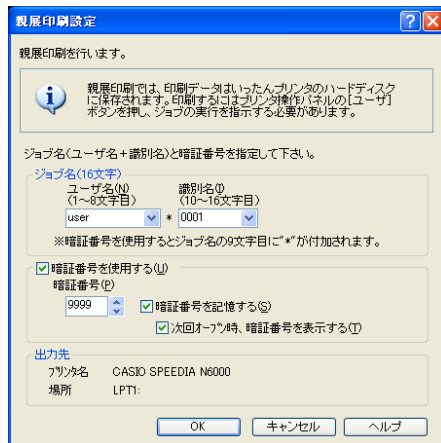 親展印刷設定
親展印刷を行います。
親展印刷では、印刷データはいったんプリンタのハードディスク
に保存されます。印刷するにはプリンタ操作パネルの[ユーザ]
ボタンを押し、ジョブの実行を指示する必要があります。
ジョブ名(ユーザ名+識別名)と暗証番号を指定して下さい。
ジョブ名(16文字)
ユーザ名(N) 識別名(I)
(1~8文字目) (10~16文字目)
user * 0001
※暗証番号を使用するとジョブ名の9文字目に"*"が付加されます。
暗証番号を使用する(U)
暗証番号(P)
9999 暗証番号を記憶する(S)
次回オープン時、暗証番号を表示する(T)
出力先
プリンタ名 CASIO SPEEDIA N6000
場所 LPT1:
OK キャンセル ヘルプ